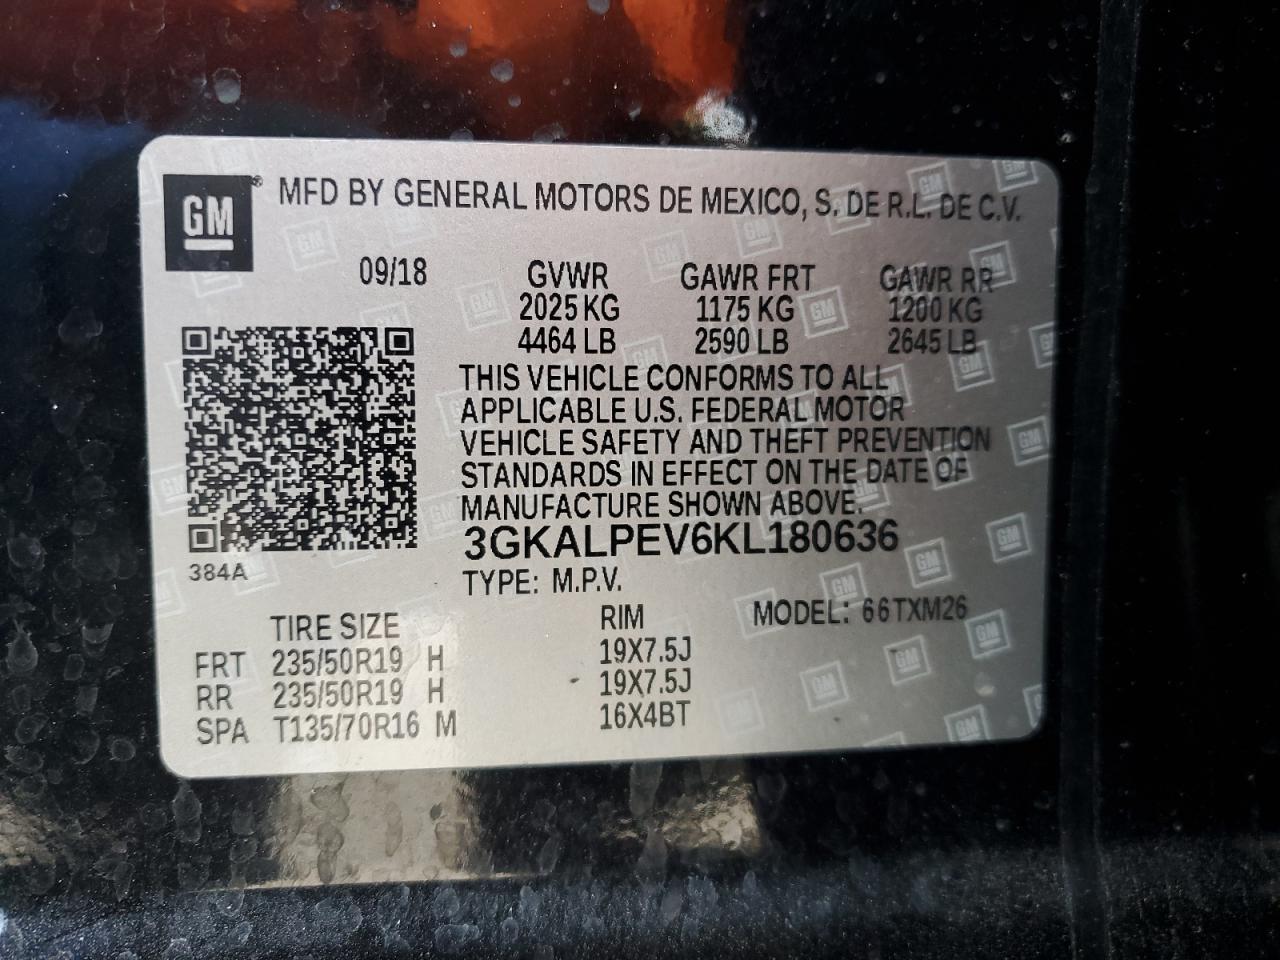 GM® MFD BY GENERAL MOTORS DE MEXICO, S. DE R.L. DE C.V.
09/18 GVWR GAWR FRT GAWR RR
2025 KG 1175 KG 1200 KG
4464 LB 2590 LB 2645 LB
THIS VEHICLE CONFORMS TO ALL
APPLICABLE U.S. FEDERAL MOTOR
VEHICLE SAFETY AND THEFT PREVENTION
STANDARDS IN EFFECT ON THE DATE OF
MANUFACTURE SHOWN ABOVE.
3GKALPEV6KL180636
384A TYPE: M.P.V.
TIRE SIZE RIM MODEL: 66TXM26
FRT 235/50R19 H 19X7.5J
RR 235/50R19 H 19X7.5J
SPA T135/70R16 M 16X4BT